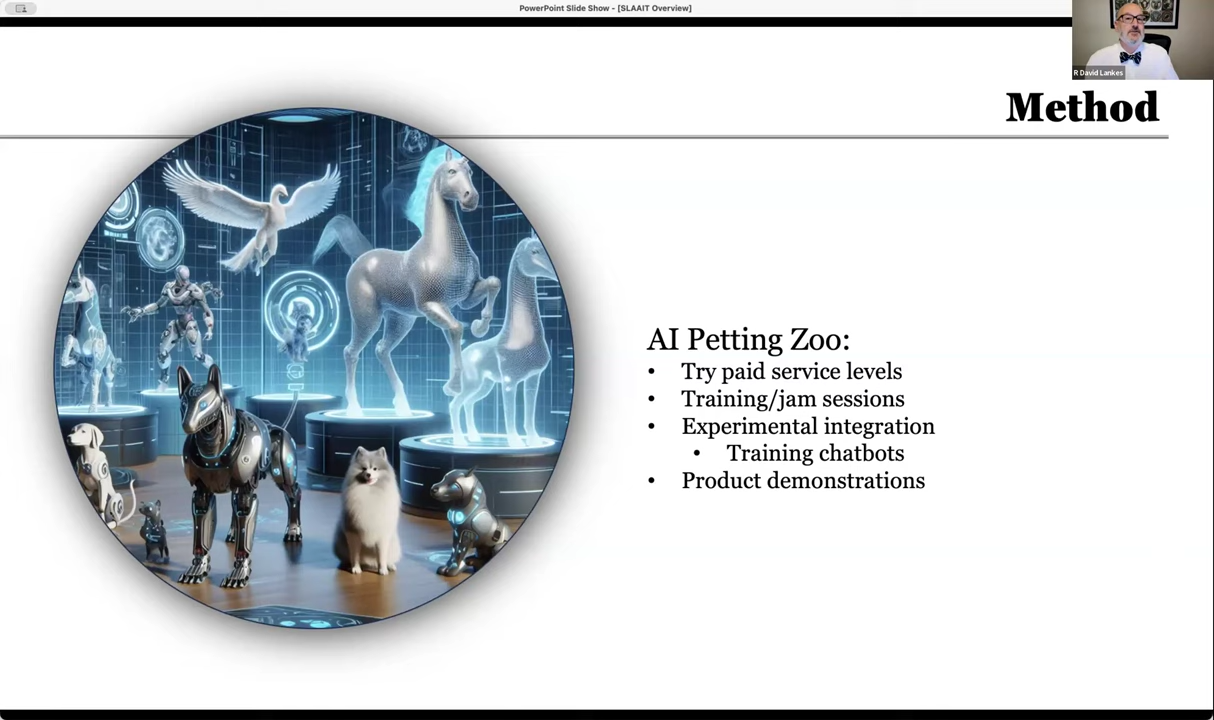 PowerPoint Slide Show - [SLAAIT Overview]
R David Lankes
Method
AI Petting Zoo:
• Try paid service levels
• Training/jam sessions
• Experimental integration
• Training chatbots
• Product demonstrations